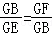 GB/GE = GF/GB